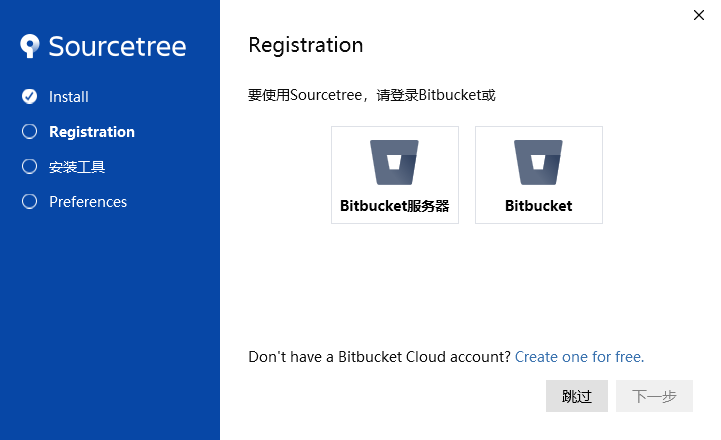 Sourcetree
Install
Registration
安装工具
Preferences
Registration
要使用Sourcetree，请登录Bitbucket或
Bitbucket服务器
Bitbucket
Don't have a Bitbucket Cloud account? Create one for free.
跳过
下一步